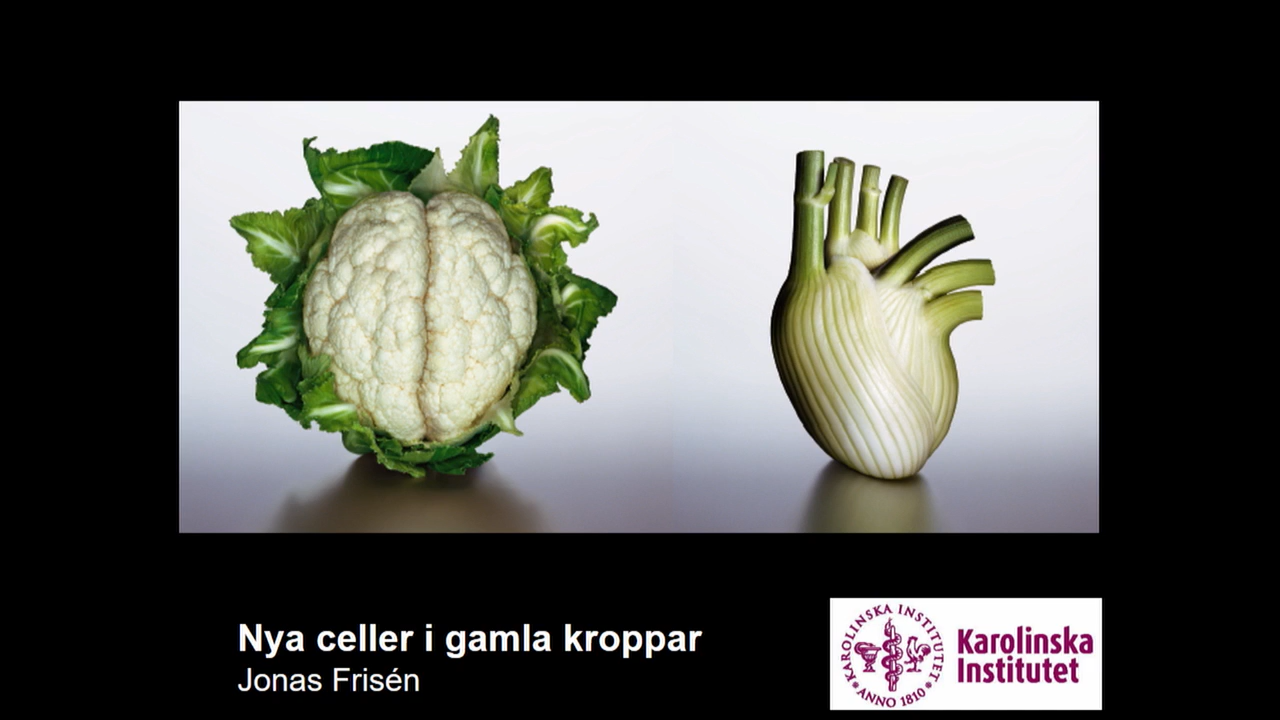 Nya celler i gamla kroppar
Jonas Frisén
KAROLINSKA INSTITUTET
ANNO 1810
Karolinska
Institutet